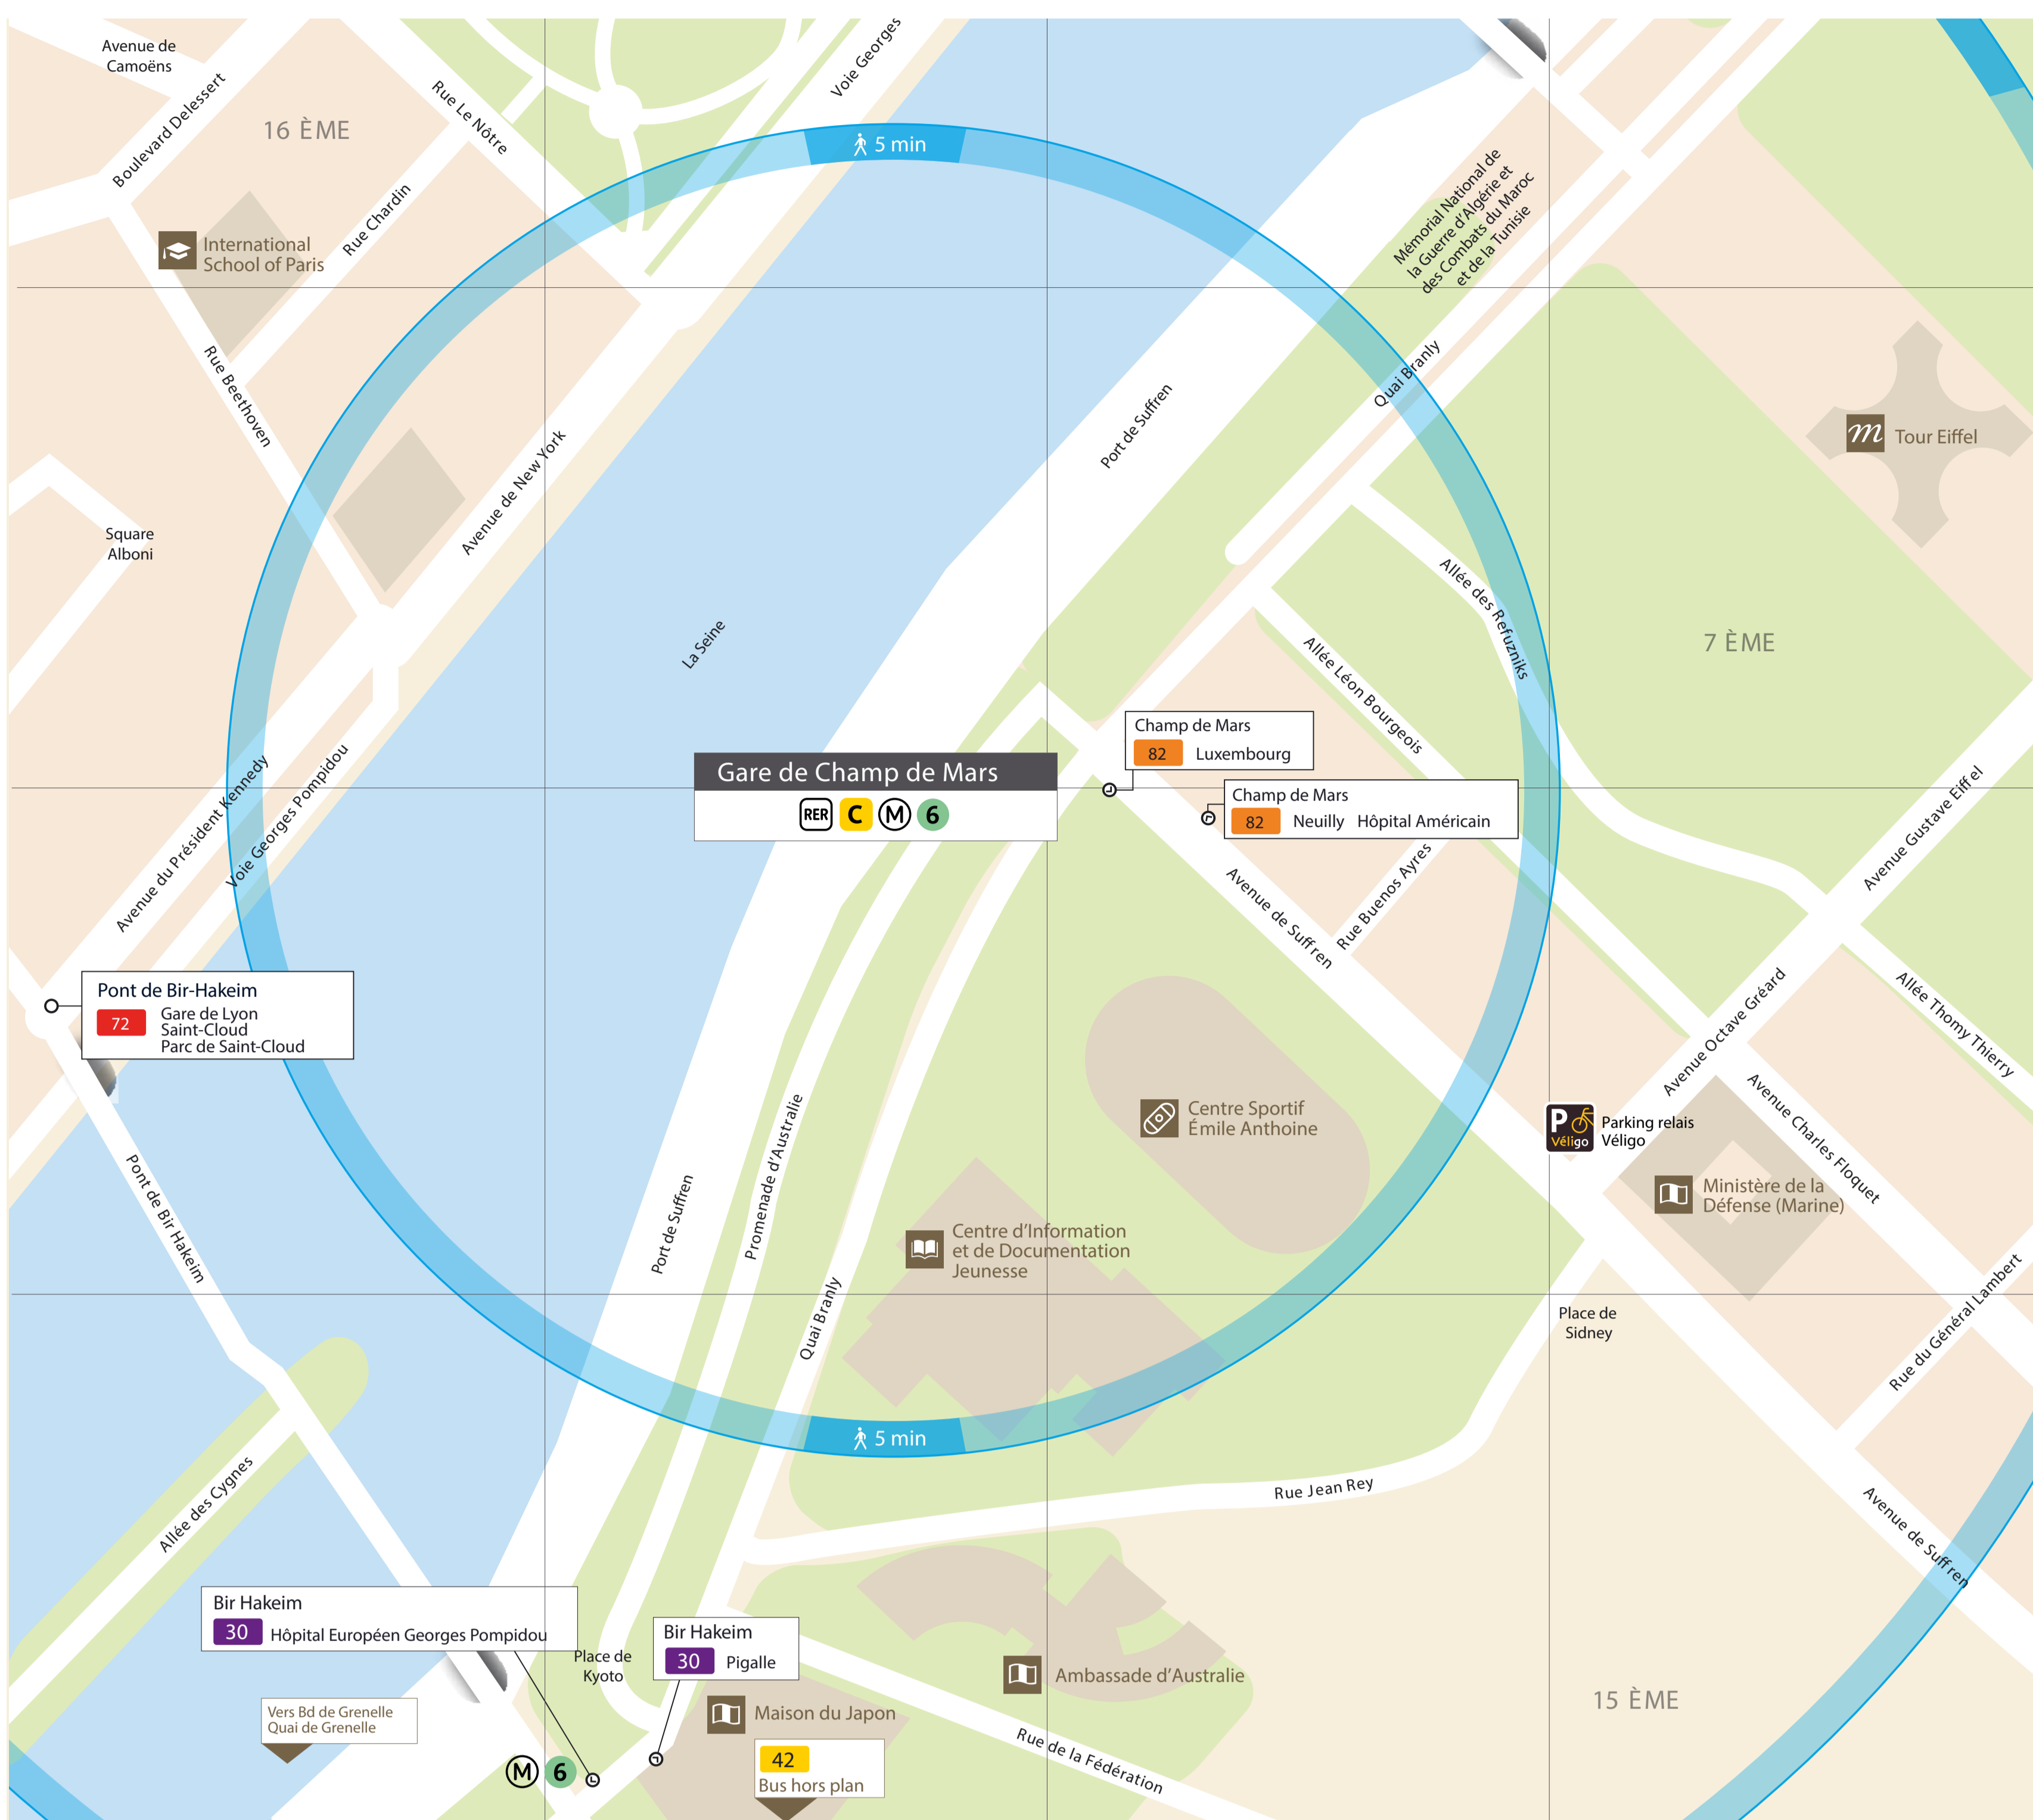 Avenue de
Camoëns
Boulevard Delessert
16 ÈME
Rue Le Nôtre
Voie Georges
5 min
Rue Chardin
International
School of Paris
Mémorial National de
la Guerre d'Algérie et
des Combats du Maroc
et de la Tunisie
Rue Beethoven
Quai Branly
Port de Suffren
m
Tour Eiffel
Avenue de New York
Square
Alboni
Allée des Refuzniks
La Seine
7 ÈME
Allée Léon Bourgeois
Champ de Mars
82 Luxembourg
Gare de Champ de Mars
RER C M 6
Champ de Mars
82 Neuilly Hôpital Américain
Avenue du Président Kennedy
Voie Georges Pompidou
Avenue Gustave Eiffel
Avenue de Suffren
Rue Buenos Ayres
Pont de Bir-Hakeim
72
Gare de Lyon
Saint-Cloud
Parc de Saint-Cloud
Avenue Octave Gréard
Allée Thomy Thierry
Centre Sportif
Émile Anthoine
P
Véligo
Parking relais
Véligo
Avenue Charles Floquet
Pont de Bir Hakeim
Port de Suffren
Promenade d'Australie
Ministère de la
Défense (Marine)
Centre d'Information
et de Documentation
Jeunesse
Quai Branly
Place de
Sidney
Rue du Général Lambert
5 min
Allée des Cygnes
Rue Jean Rey
Avenue de Suffren
Bir Hakeim
30 Hôpital Européen Georges Pompidou
Place de
Kyoto
Bir Hakeim
30 Pigalle
Ambassade d'Australie
15 ÈME
Vers Bd de Grenelle
Quai de Grenelle
Maison du Japon
M 6
42
Bus hors plan
Rue de la Fédération